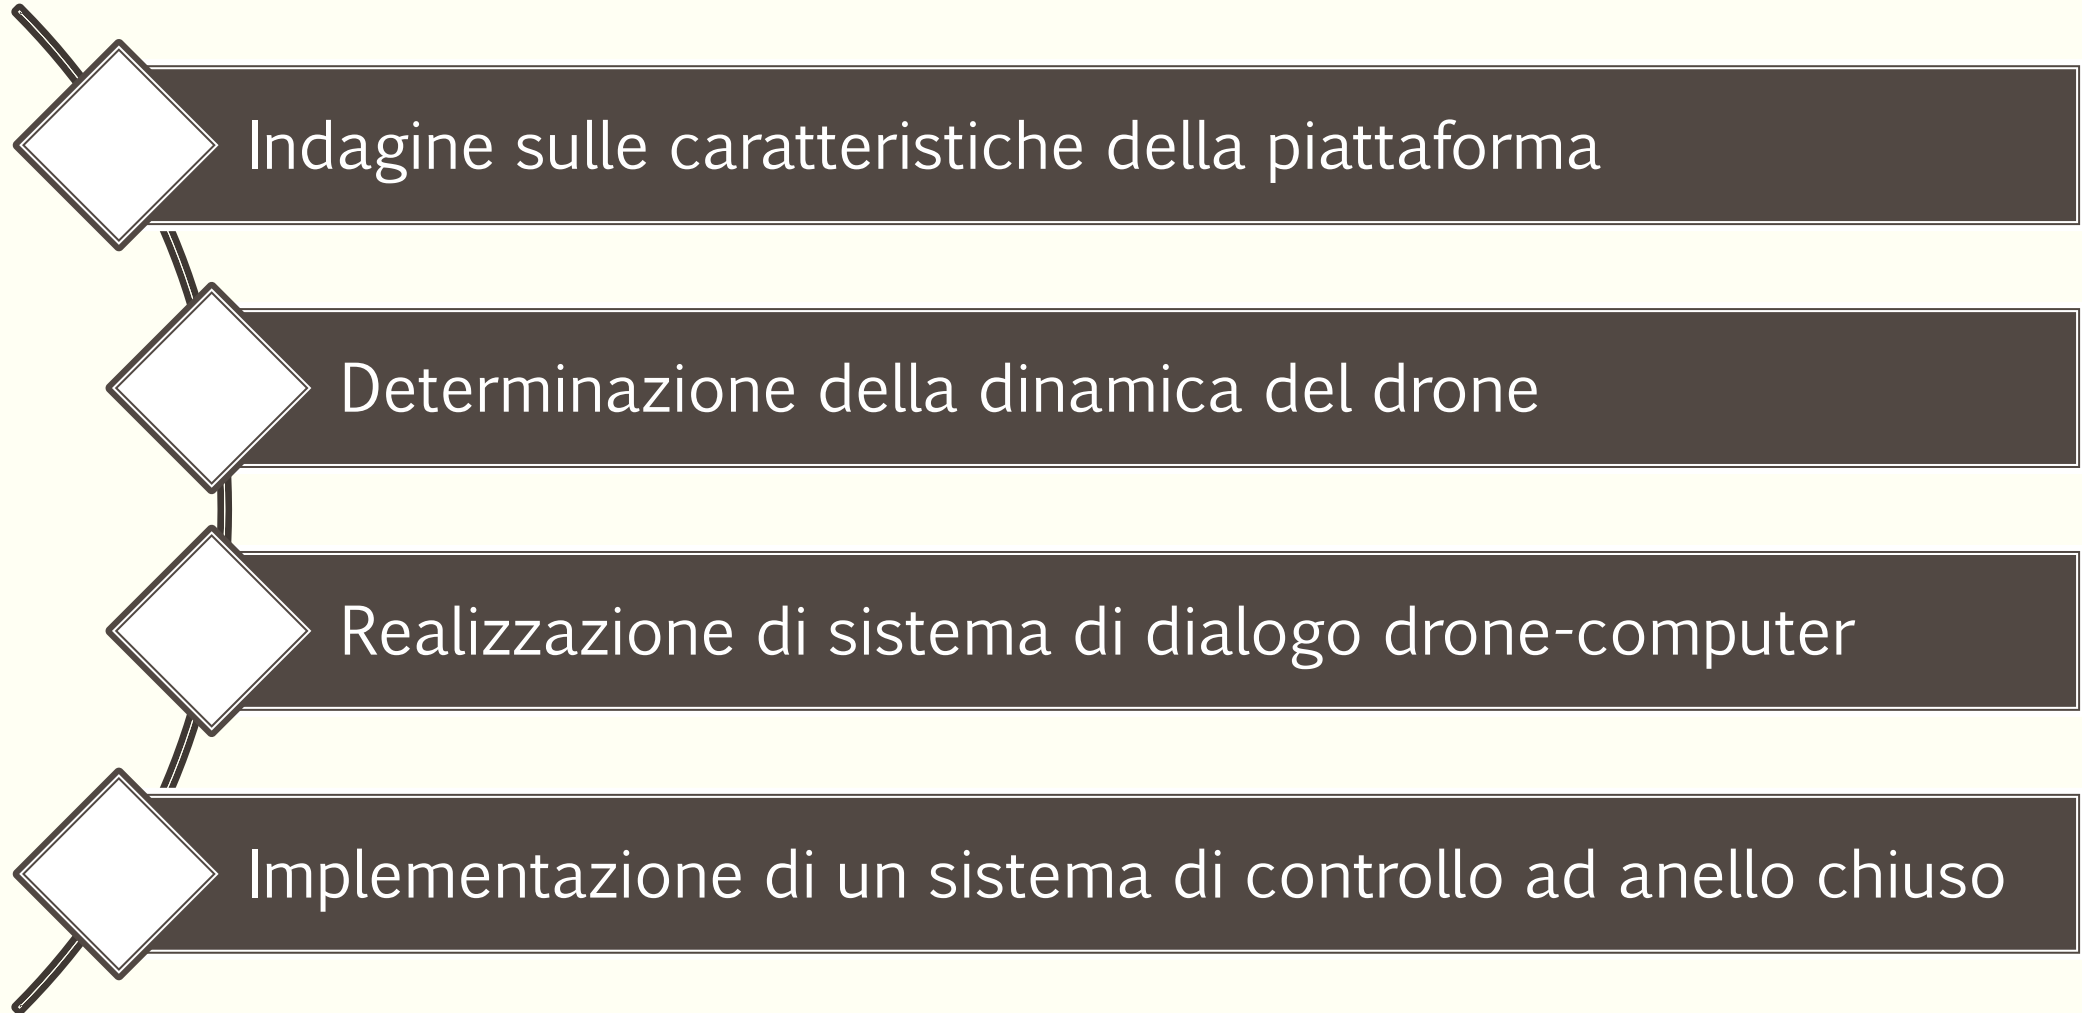 Indagine sulle caratteristiche della piattaforma
Determinazione della dinamica del drone
Realizzazione di sistema di dialogo drone-computer
Implementazione di un sistema di controllo ad anello chiuso